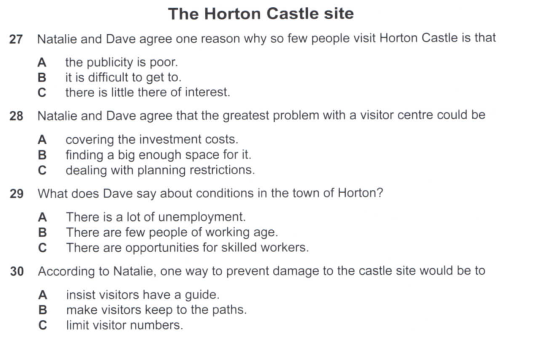 The Horton Castle site
27 Natalie and Dave agree one reason why so few people visit Horton Castle is that
A the publicity is poor.
B it is difficult to get to.
C there is little there of interest.
28 Natalie and Dave agree that the greatest problem with a visitor centre could be
A covering the investment costs.
B finding a big enough space for it.
C dealing with planning restrictions.
29 What does Dave say about conditions in the town of Horton?
A There is a lot of unemployment.
B There are few people of working age.
C There are opportunities for skilled workers.
30 According to Natalie, one way to prevent damage to the castle site would be to
A insist visitors have a guide.
B make visitors keep to the paths.
C limit visitor numbers.